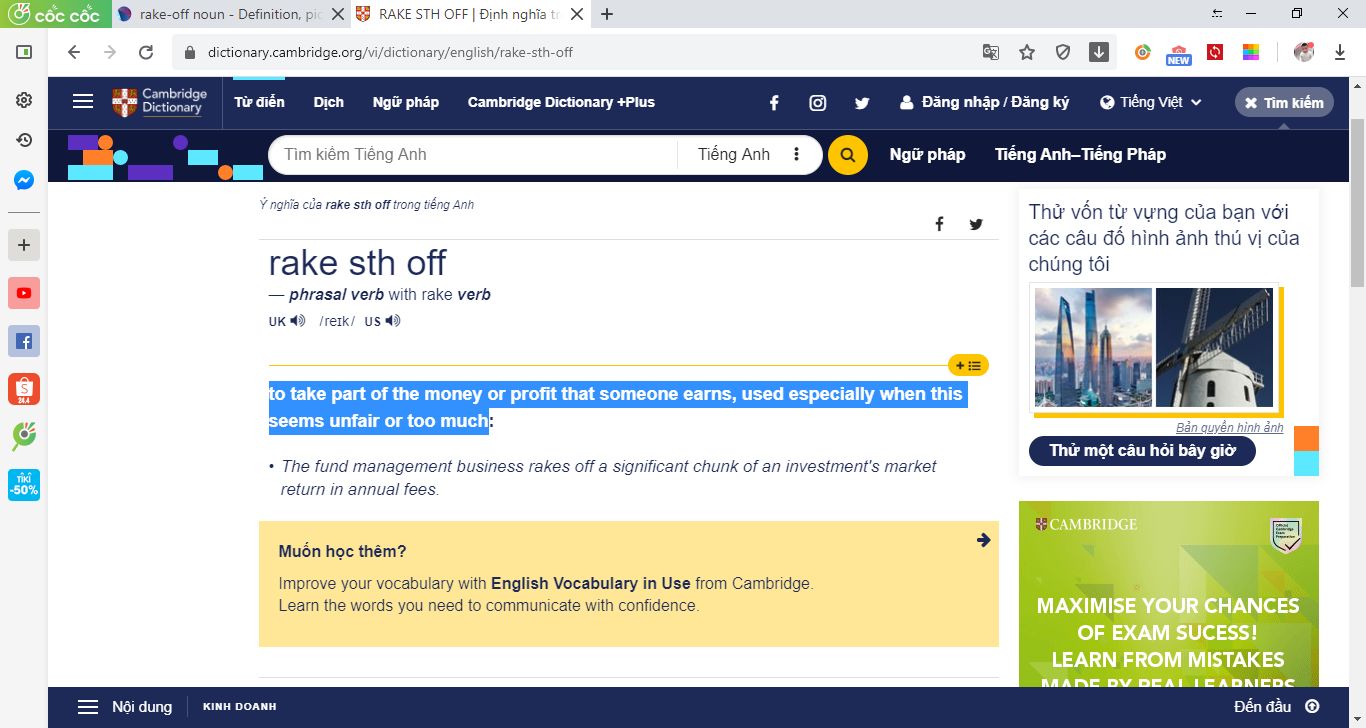 cốc cốc
rake-off noun - Definition, pic
RAKE STH OFF | Định nghĩa tr
dictionary.cambridge.org/vi/dictionary/english/rake-sth-off
NEW
Cambridge
Dictionary
Từ điển
Dịch
Ngữ pháp
Cambridge Dictionary +Plus
Đăng nhập / Đăng ký
Tiếng Việt
Tìm kiếm
Tìm kiếm Tiếng Anh
Tiếng Anh
Ngữ pháp
Tiếng Anh–Tiếng Pháp
Ý nghĩa của rake sth off trong tiếng Anh
rake sth off
— phrasal verb with rake verb
UK /reɪk/ US
to take part of the money or profit that someone earns, used especially when this
seems unfair or too much:
• The fund management business rakes off a significant chunk of an investment's market
return in annual fees.
Muốn học thêm?
Improve your vocabulary with English Vocabulary in Use from Cambridge.
Learn the words you need to communicate with confidence.
Thử vốn từ vựng của bạn với
các câu đố hình ảnh thú vị của
chúng tôi
Bản quyền hình ảnh
Thử một câu hỏi bây giờ
CAMBRIDGE
MAXIMISE YOUR CHANCES
OF EXAM SUCESS!
LEARN FROM MISTAKES
MADE BY REAL LEARNERS
24.4
TIKI
-50%
Nội dung
KINH DOANH
Đến đầu